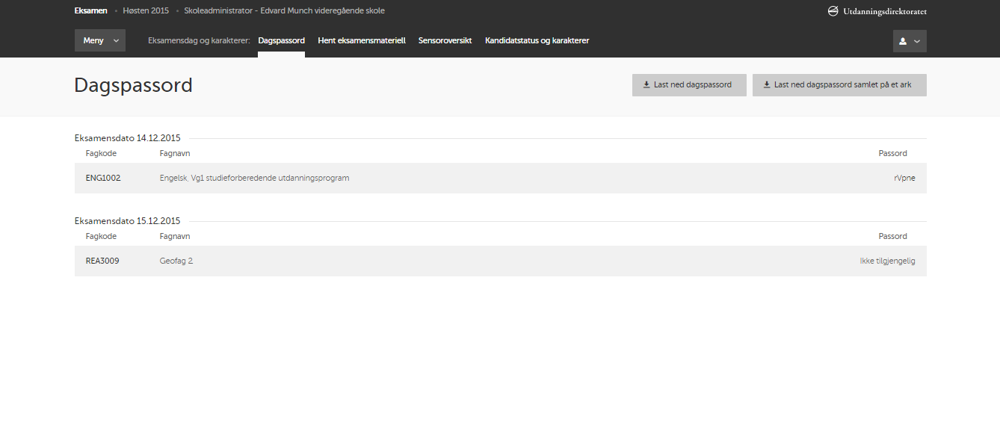 Eksamen • Høsten 2015 • Skoleadministrator - Edvard Munch videregående skole
Utdanningsdirektoratet
Meny
Eksamensdag og karakterer: Dagspassord Hent eksamensmateriell Sensoroversikt Kandidatstatus og karakterer
Dagspassord
Last ned dagspassord
Last ned dagspassord samlet på et ark
Eksamensdato 14.12.2015
Fagkode Fagnavn Passord
ENG1002 Engelsk, Vg1 studieforberedende utdanningsprogram rVpne
Eksamensdato 15.12.2015
Fagkode Fagnavn Passord
REA3009 Geofag 2 Ikke tilgjengelig